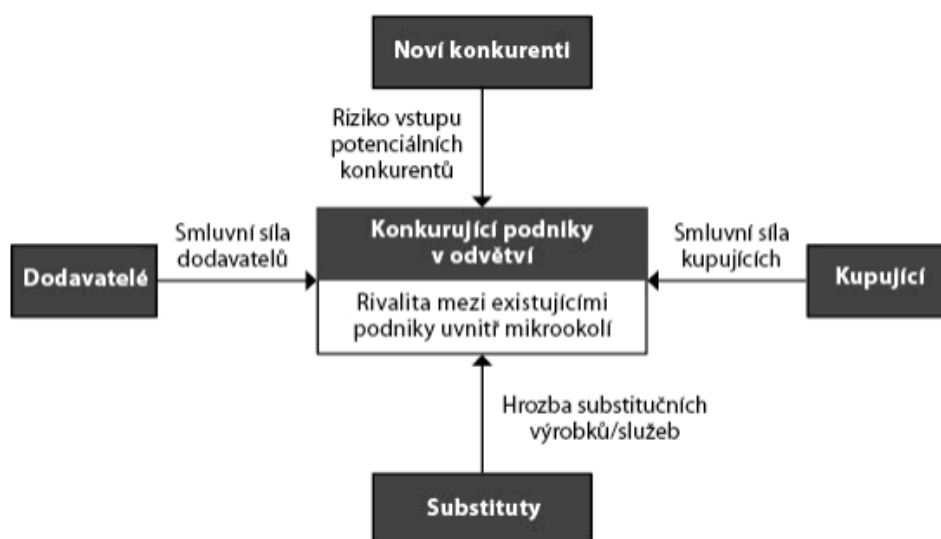 Noví konkurenti
Riziko vstupu
potenciálních
konkurentů
Smluvní síla
dodavatelů
Konkurující podniky
v odvětví
Smluvní síla
kupujících
Dodavatelé
Kupující
Rivalita mezi existujícími
podniky uvnitř mikrookolí
Hrozba substitučních
výrobků/služeb
Substituty